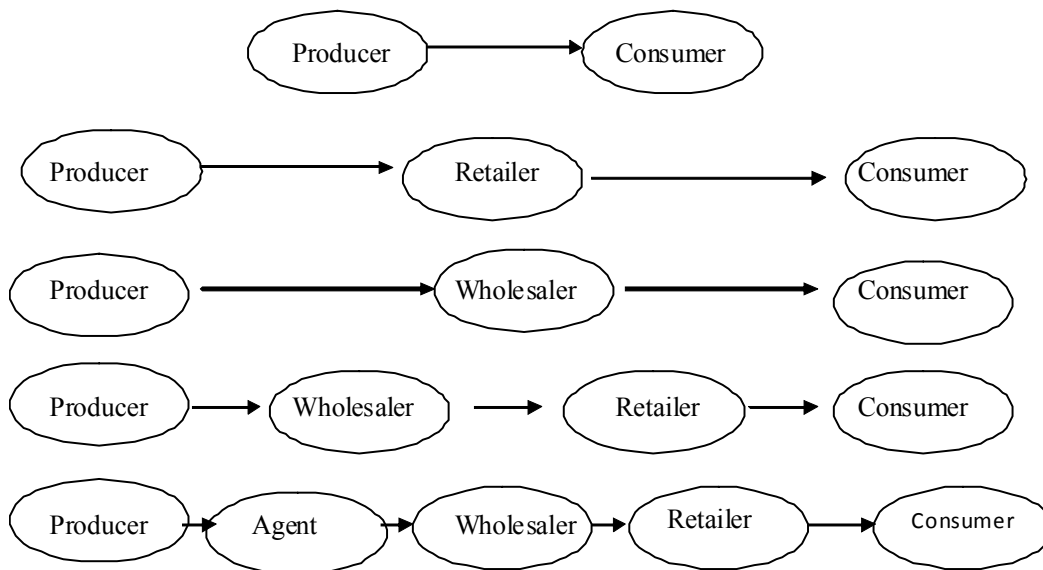 Producer Consumer
Producer Retailer Consumer
Producer Wholesaler Consumer
Producer Wholesaler Retailer Consumer
Producer Agent Wholesaler Retailer Consumer